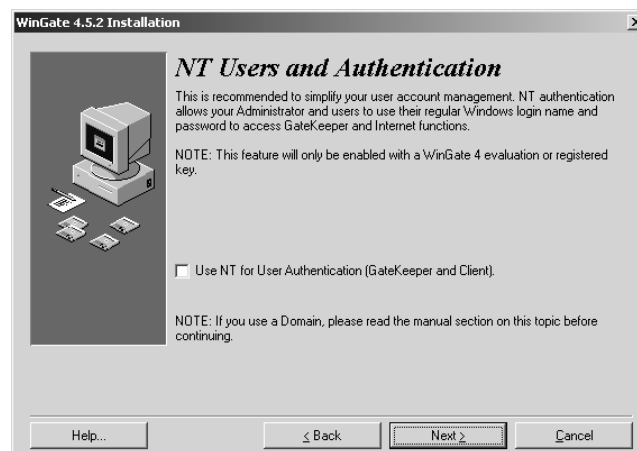 WinGate 4.5.2 Installation
NT Users and Authentication
This is recommended to simplify your user account management. NT authentication
allows your Administrator and users to use their regular Windows login name and
password to access GateKeeper and Internet functions.
NOTE: This feature will only be enabled with a WinGate 4 evaluation or registered
key.
Use NT for User Authentication (GateKeeper and Client).
NOTE: If you use a Domain, please read the manual section on this topic before
continuing.
Help...
< Back
Next >
Cancel